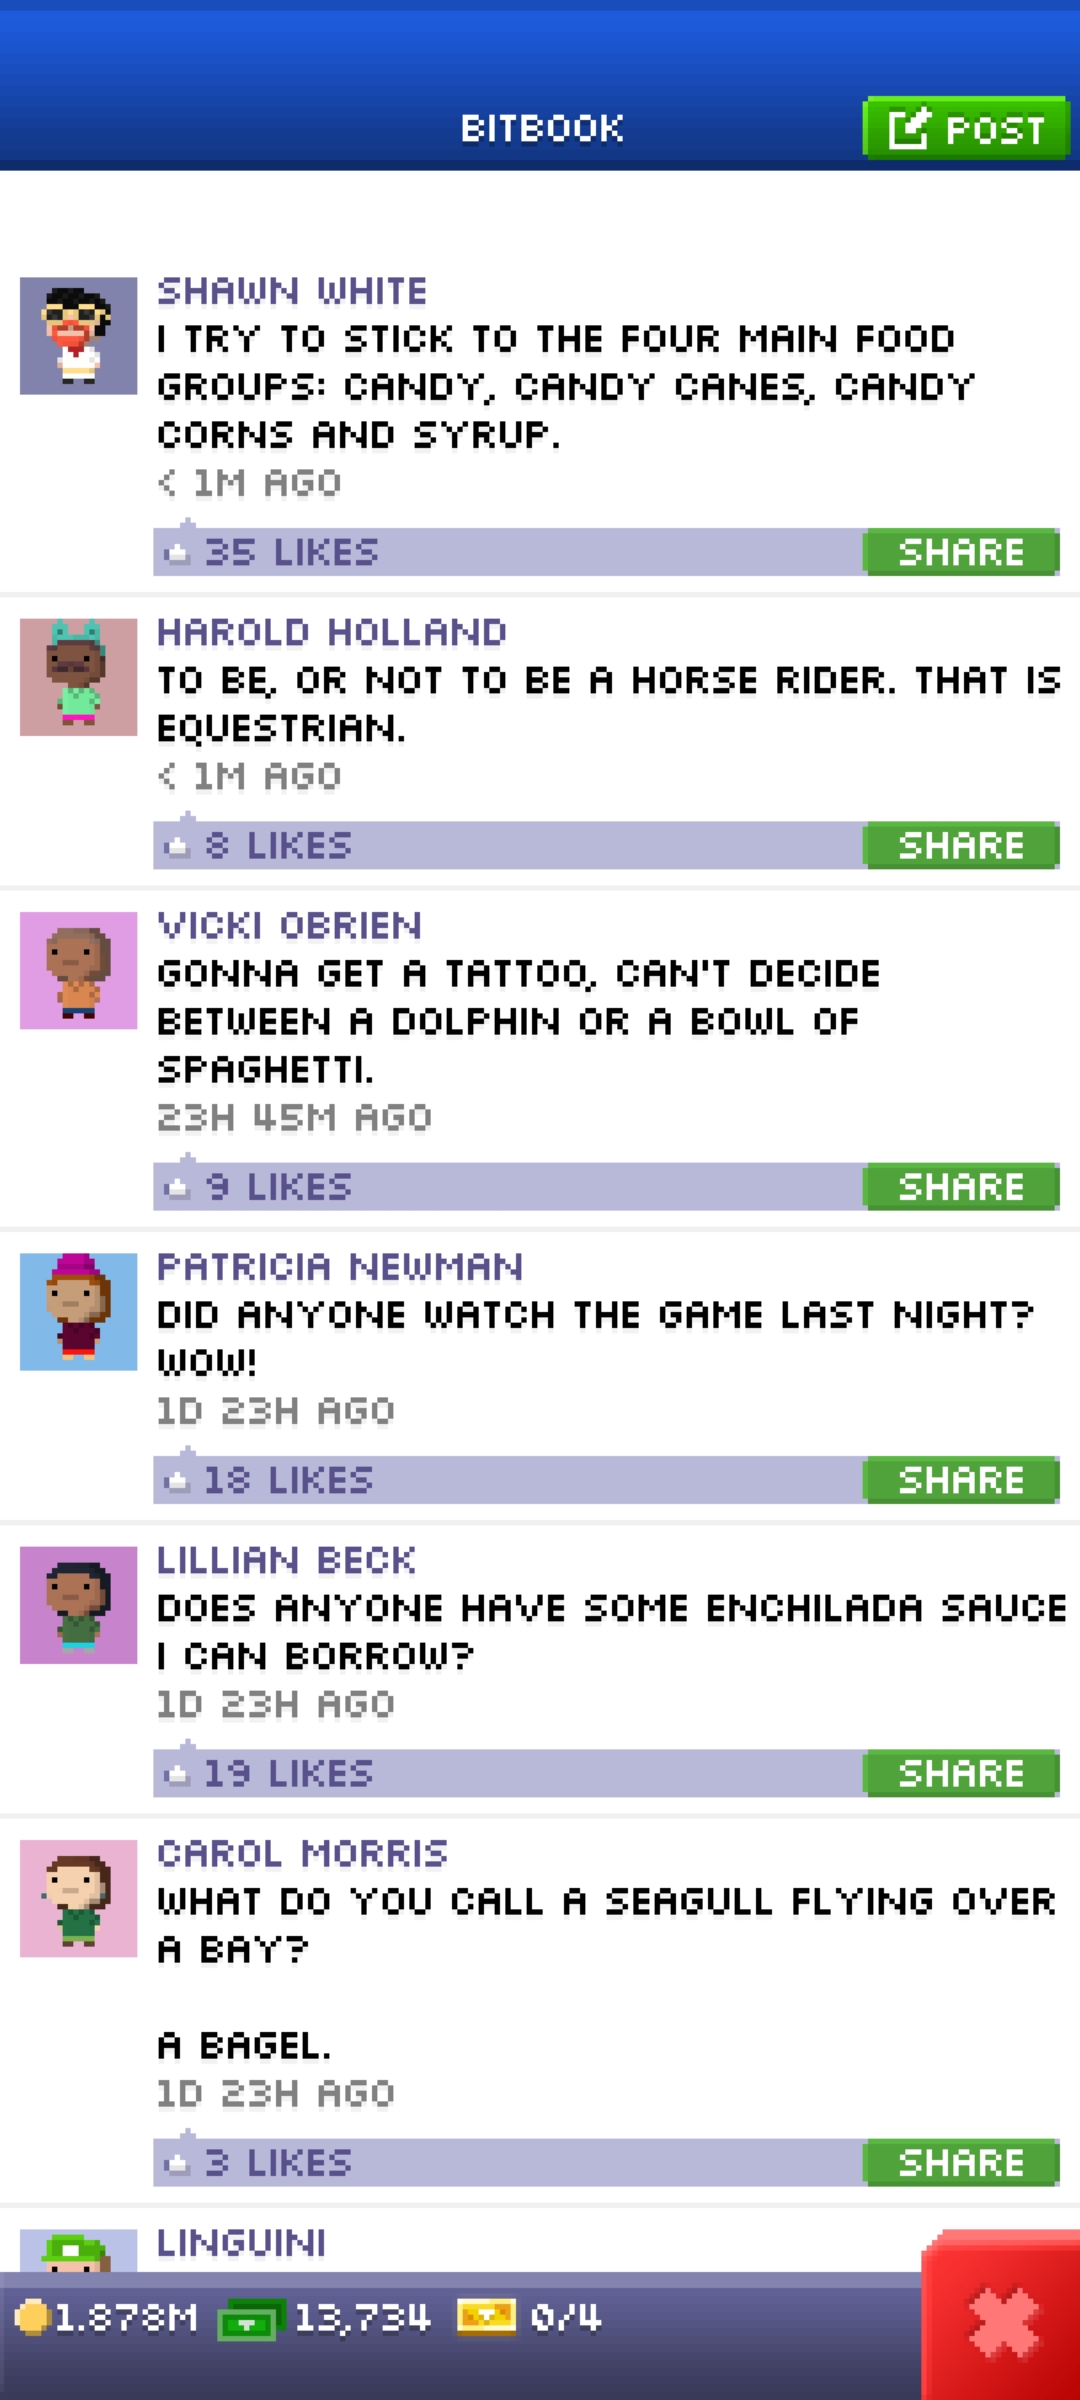 BITBOOK
POST
SHAWN WHITE
I TRY TO STICK TO THE FOUR MAIN FOOD
GROUPS: CANDY, CANDY CANES, CANDY
CORNS AND SYRUP.
< 1M AGO
35 LIKES
SHARE
HAROLD HOLLAND
TO BE, OR NOT TO BE A HORSE RIDER. THAT IS
EQUESTRIAN.
< 1M AGO
8 LIKES
SHARE
VICKI OBRIEN
GONNA GET A TATTOO, CAN'T DECIDE
BETWEEN A DOLPHIN OR A BOWL OF
SPAGHETTI.
23H 45M AGO
9 LIKES
SHARE
PATRICIA NEWMAN
DID ANYONE WATCH THE GAME LAST NIGHT?
WOW!
1D 23H AGO
18 LIKES
SHARE
LILLIAN BECK
DOES ANYONE HAVE SOME ENCHILADA SAUCE
I CAN BORROW?
1D 23H AGO
19 LIKES
SHARE
CAROL MORRIS
WHAT DO YOU CALL A SEAGULL FLYING OVER
A BAY?
A BAGEL.
1D 23H AGO
3 LIKES
SHARE
LINGUINI
1.878M
13,734
0/4